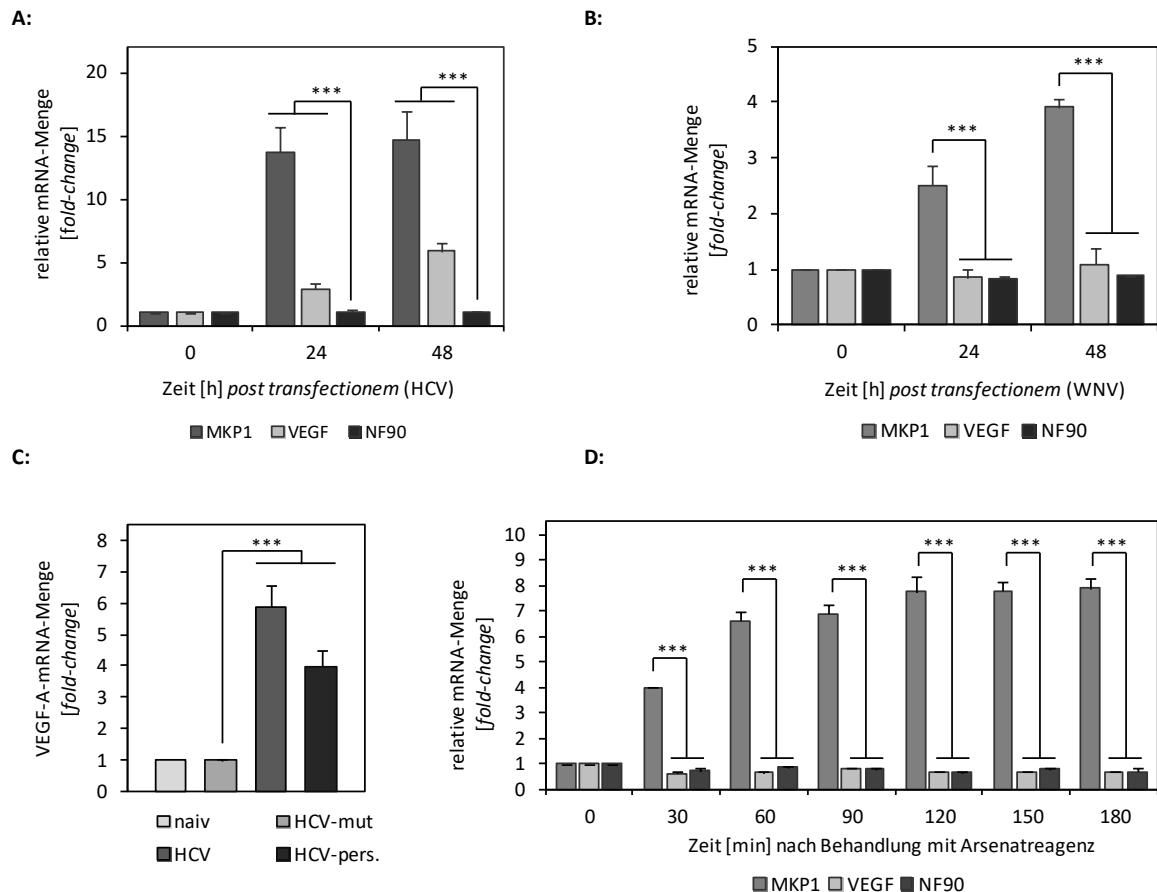 A:
relative mRNA-Menge
[fold-change]
20
15
10
5
0
***
***
0 24 48
Zeit [h] post transfectionem (HCV)
MKP1 VEGF NF90
B:
relative mRNA-Menge
[fold-change]
5
4
3
2
1
0
***
***
0 24 48
Zeit [h] post transfectionem (WNV)
MKP1 VEGF NF90
C:
VEGF-A-mRNA-Menge
[fold-change]
8
7
6
5
4
3
2
1
0
***
naiv HCV-mut
HCV HCV-pers.
D:
relative mRNA-Menge
[fold-change]
10
9
8
7
6
5
4
3
2
1
0
***
***
***
***
***
***
0 30 60 90 120 150 180
Zeit [min] nach Behandlung mit Arsenatreagenz
MKP1 VEGF NF90